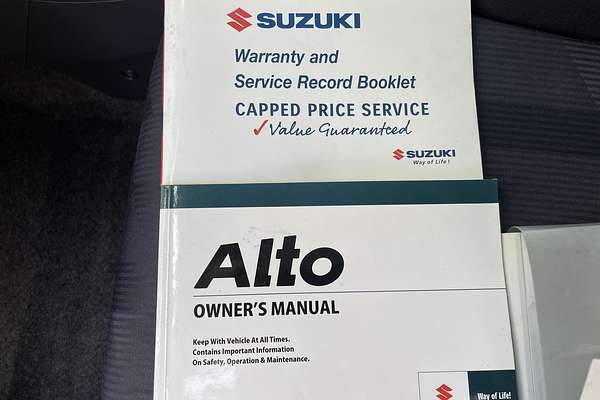 SUZUKI
Warranty and
Service Record Booklet
CAPPED PRICE SERVICE
✓Value Guaranteed
SUZUKI
Way of Life!
Alto
OWNER'S MANUAL
Keep With Vehicle At All Times.
Contains Important Information
On Safety, Operation & Maintenance.
Way of Life!